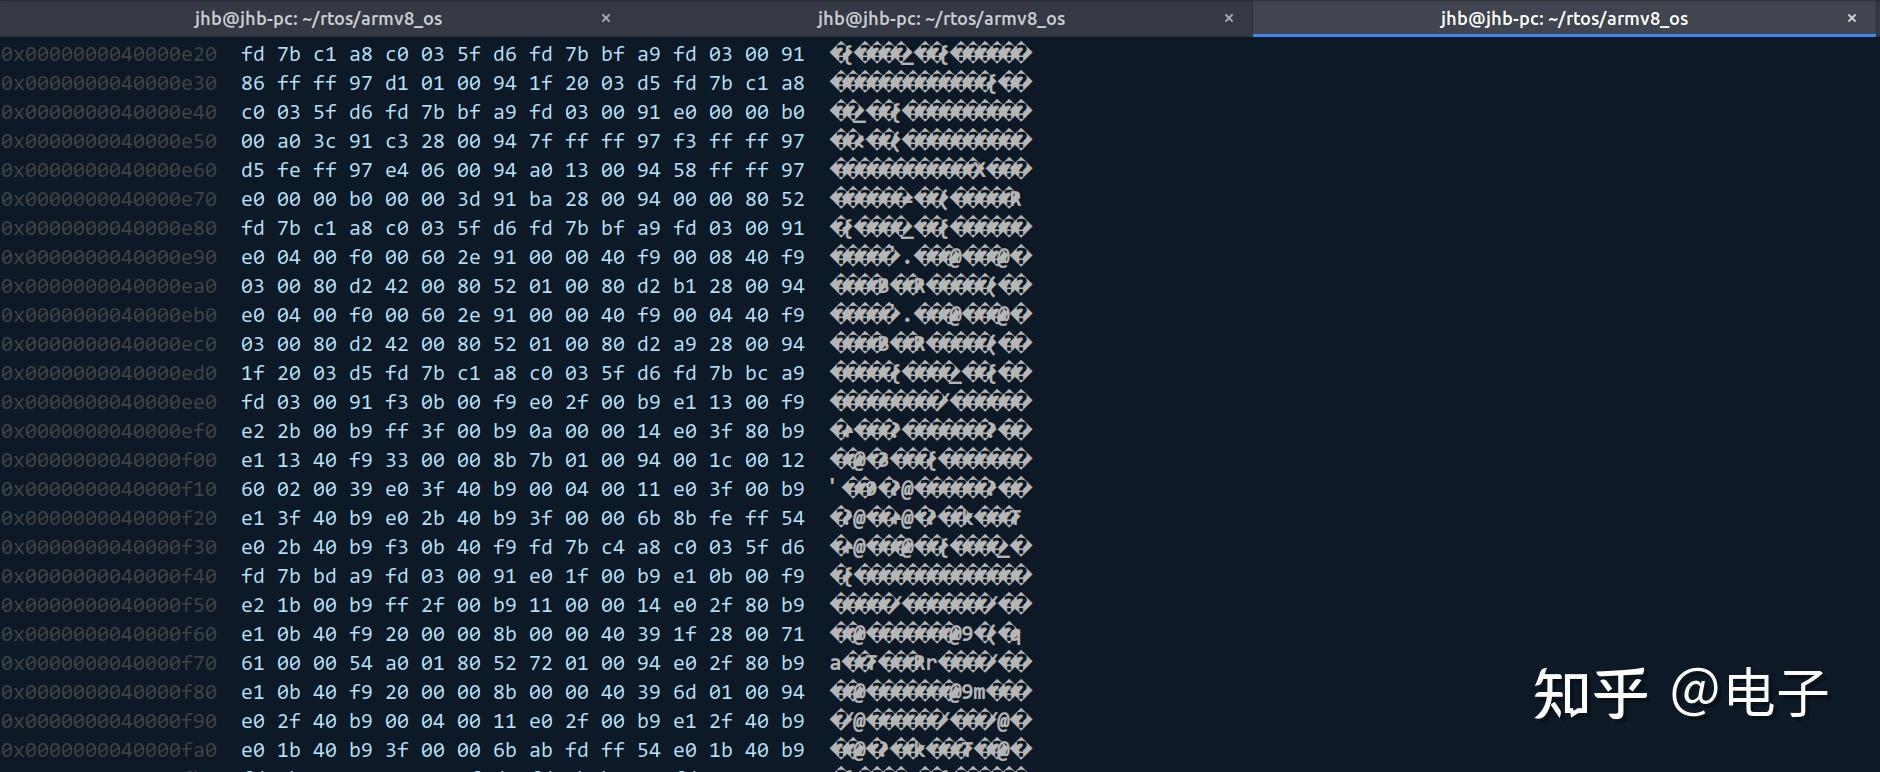 jhb@jhb-pc: ~/rtos/armv8_os × jhb@jhb-pc: ~/rtos/armv8_os × jhb@jhb-pc: ~/rtos/armv8_os ×
0x0000000040000e20 fd 7b c1 a8 c0 03 5f d6 fd 7b bf a9 fd 03 00 91
0x0000000040000e30 86 ff ff 97 d1 01 00 94 1f 20 03 d5 fd 7b c1 a8
0x0000000040000e40 c0 03 5f d6 fd 7b bf a9 fd 03 00 91 e0 00 00 b0
0x0000000040000e50 00 a0 3c 91 c3 28 00 94 7f ff ff 97 f3 ff ff 97
0x0000000040000e60 d5 fe ff 97 e4 06 00 94 a0 13 00 94 58 ff ff 97
0x0000000040000e70 e0 00 00 b0 00 00 3d 91 ba 28 00 94 00 00 80 52
0x0000000040000e80 fd 7b c1 a8 c0 03 5f d6 fd 7b bf a9 fd 03 00 91
0x0000000040000e90 e0 04 00 f0 00 60 2e 91 00 00 40 f9 00 08 40 f9
0x0000000040000ea0 03 00 80 d2 42 00 80 52 01 00 80 d2 b1 28 00 94
0x0000000040000eb0 e0 04 00 f0 00 60 2e 91 00 00 40 f9 00 04 40 f9
0x0000000040000ec0 03 00 80 d2 42 00 80 52 01 00 80 d2 a9 28 00 94
0x0000000040000ed0 1f 20 03 d5 fd 7b c1 a8 c0 03 5f d6 fd 7b bc a9
0x0000000040000ee0 fd 03 00 91 f3 0b 00 f9 e0 2f 00 b9 e1 13 00 f9
0x0000000040000ef0 e2 2b 00 b9 ff 3f 00 b9 0a 00 00 14 e0 3f 80 b9
0x0000000040000f00 e1 13 40 f9 33 00 00 8b 7b 01 00 94 00 1c 00 12
0x0000000040000f10 60 02 00 39 e0 3f 40 b9 00 04 00 11 e0 3f 00 b9
0x0000000040000f20 e1 3f 40 b9 e0 2b 40 b9 3f 00 00 6b 8b fe ff 54
0x0000000040000f30 e0 2b 40 b9 f3 0b 40 f9 fd 7b c4 a8 c0 03 5f d6
0x0000000040000f40 fd 7b bd a9 fd 03 00 91 e0 1f 00 b9 e1 0b 00 f9
0x0000000040000f50 e2 1b 00 b9 ff 2f 00 b9 11 00 00 14 e0 2f 80 b9
0x0000000040000f60 e1 0b 40 f9 20 00 00 8b 00 00 40 39 1f 28 00 71
0x0000000040000f70 61 00 00 54 a0 01 80 52 72 01 00 94 e0 2f 80 b9
0x0000000040000f80 e1 0b 40 f9 20 00 00 8b 00 00 40 39 6d 01 00 94
0x0000000040000f90 e0 2f 40 b9 00 04 00 11 e0 2f 00 b9 e1 2f 40 b9
0x0000000040000fa0 e0 1b 40 b9 3f 00 00 6b ab fd ff 54 e0 1b 40 b9
知乎 @电子